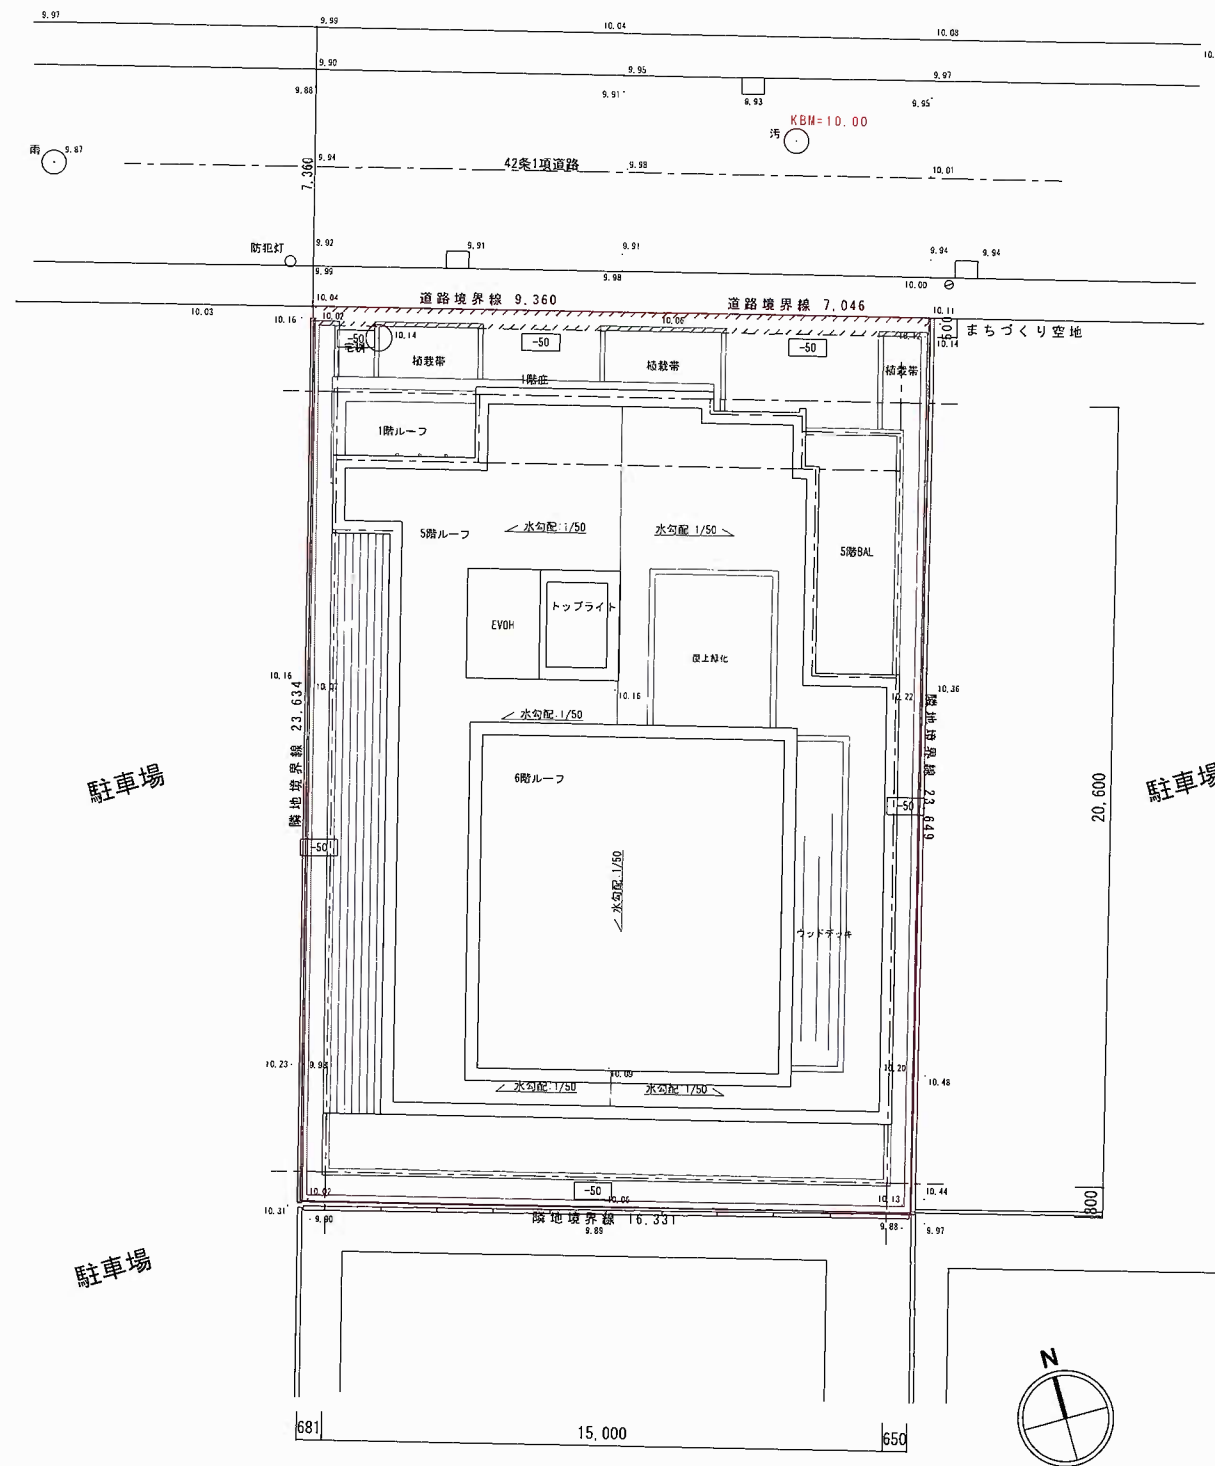 9.97
9.99
10.04
10.08
10.
9.90
9.95
9.97
9.88
9.91
9.93
9.95
KBM=10.00
汚
雨
9.87
9.94
42条1項道路
9.98
10.01
7,360
防犯灯
9.92
9.91
9.91
9.94
9.94
9.99
9.98
10.00
10.04
道路境界線 9.360
道路境界線 7,046
10.11
10.03
10.16
10.02
10.06
まちづくり空地
10.14
-50
10.14
-50
-50
植栽帯
植栽帯
植栽帯
1階庇
1階ルーフ
5階ルーフ
水勾配:1/50
水勾配 1/50
5階BAL
トップライト
EVOH
屋上緑化
10.16
10.07
10.16
10.22
10.36
隣地境界線 23,634
隣地境界線 23,649
水勾配:1/50
6階ルーフ
駐車場
駐車場
20,600
-50
-50
水勾配:1/50
ウッドデッキ
10.23
9.98
10.09
10.20
10.48
水勾配:1/50
水勾配 1/50
10.02
-50
10.06
10.13
10.44
800
10.31
9.90
隣地境界線 16,331
9.89
9.88
9.97
駐車場
N
681
15,000
650